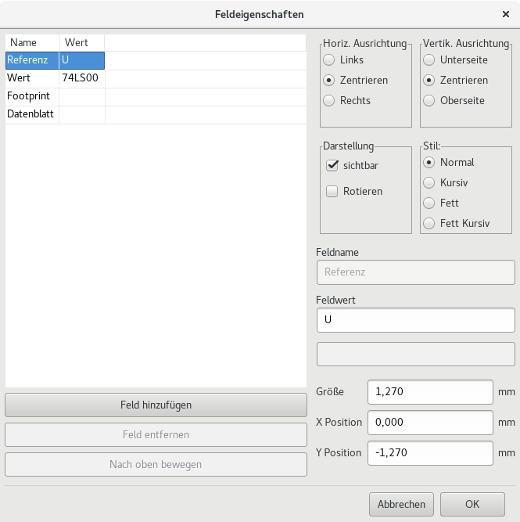 Feldeigenschaften
Name Wert
Referenz U
Wert 74LS00
Footprint
Datenblatt
Feld hinzufügen
Feld entfernen
Nach oben bewegen
Horiz. Ausrichtung
Links
Zentrieren
Rechts
Vertik. Ausrichtung
Unterseite
Zentrieren
Oberseite
Darstellung
sichtbar
Rotieren
Stil:
Normal
Kursiv
Fett
Fett Kursiv
Feldname
Referenz
Feldwert
U
Größe 1,270 mm
X Position 0,000 mm
Y Position -1,270 mm
Abbrechen OK